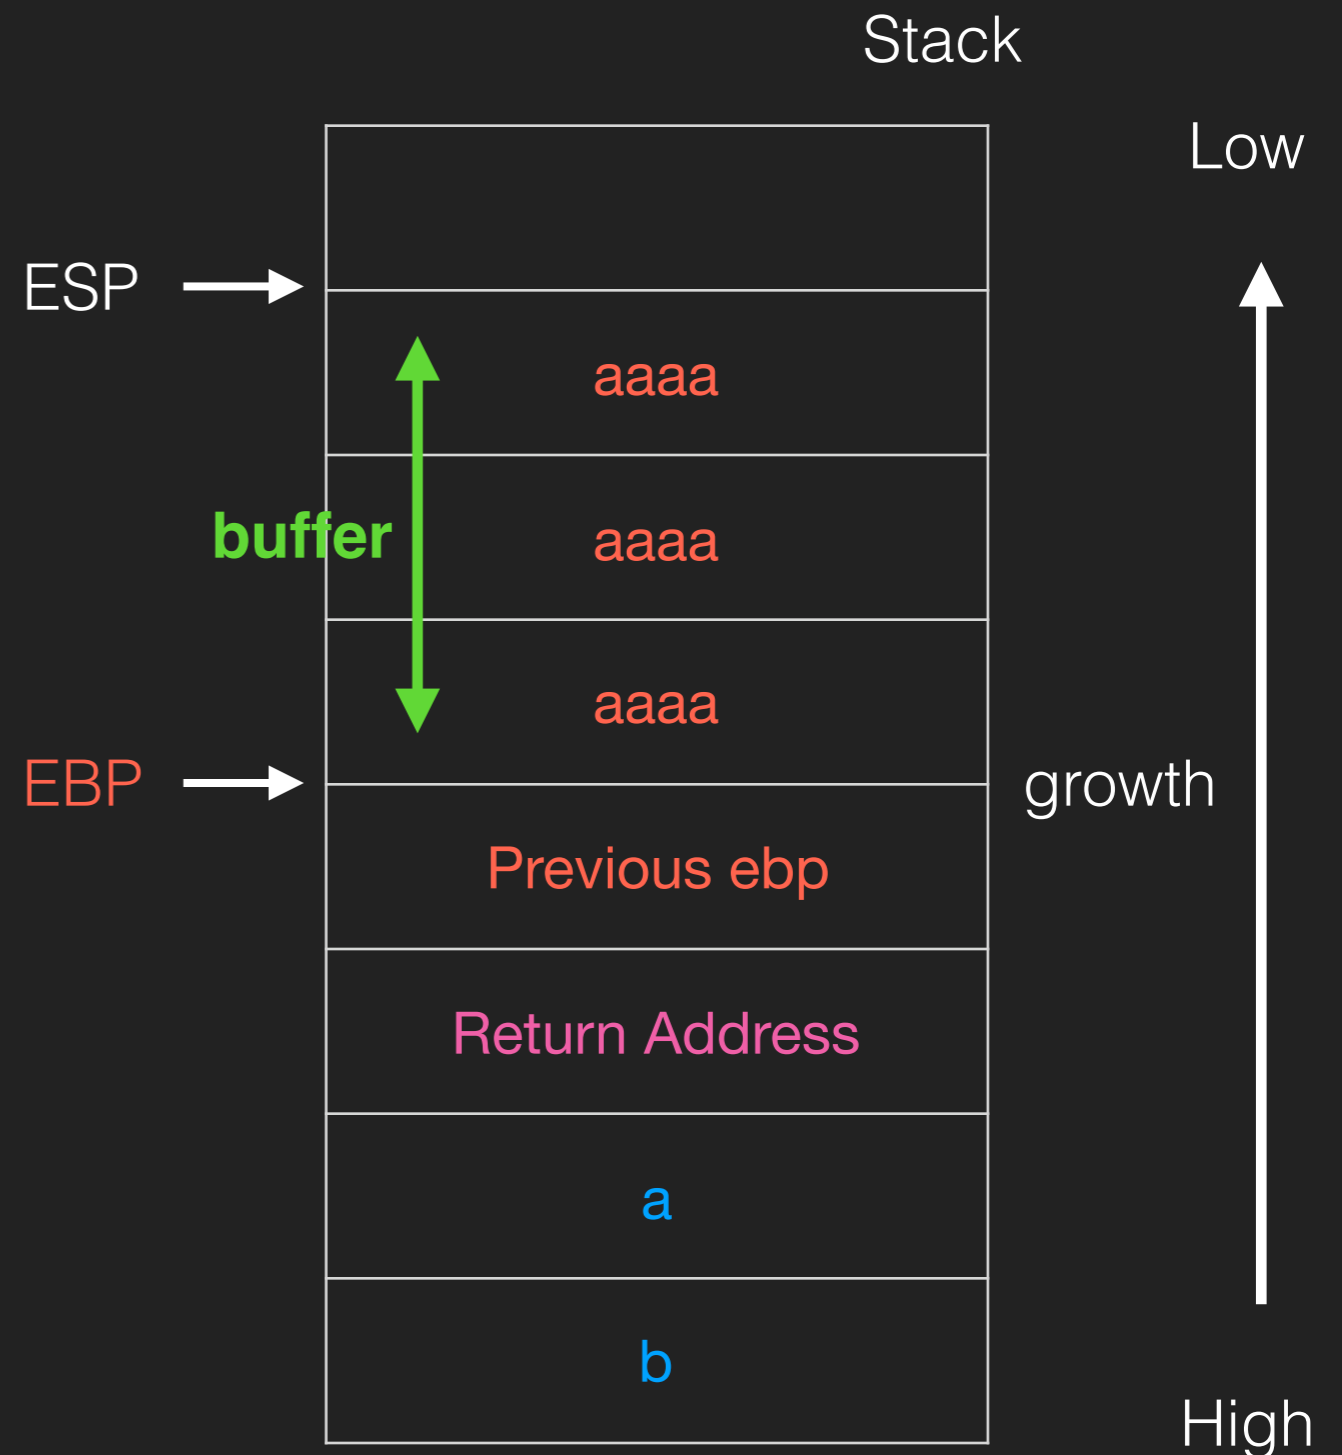 Stack
Low
ESP
aaaa
buffer
aaaa
aaaa
EBP
growth
Previous ebp
Return Address
a
b
High